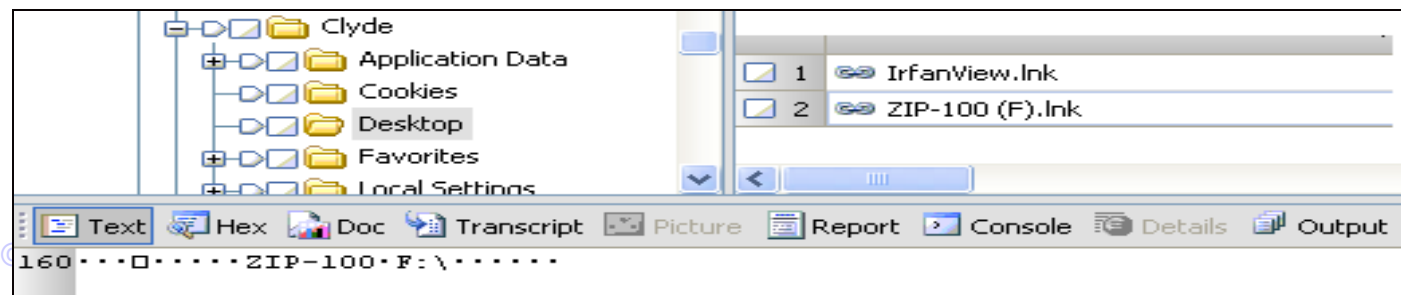 Clyde
Application Data
Cookies
Desktop
Favorites
Local Settings
1 IrfanView.lnk
2 ZIP-100 (F).lnk
Text Hex Doc Transcript Picture Report Console Details Output
160···□·····ZIP-100·F:\······